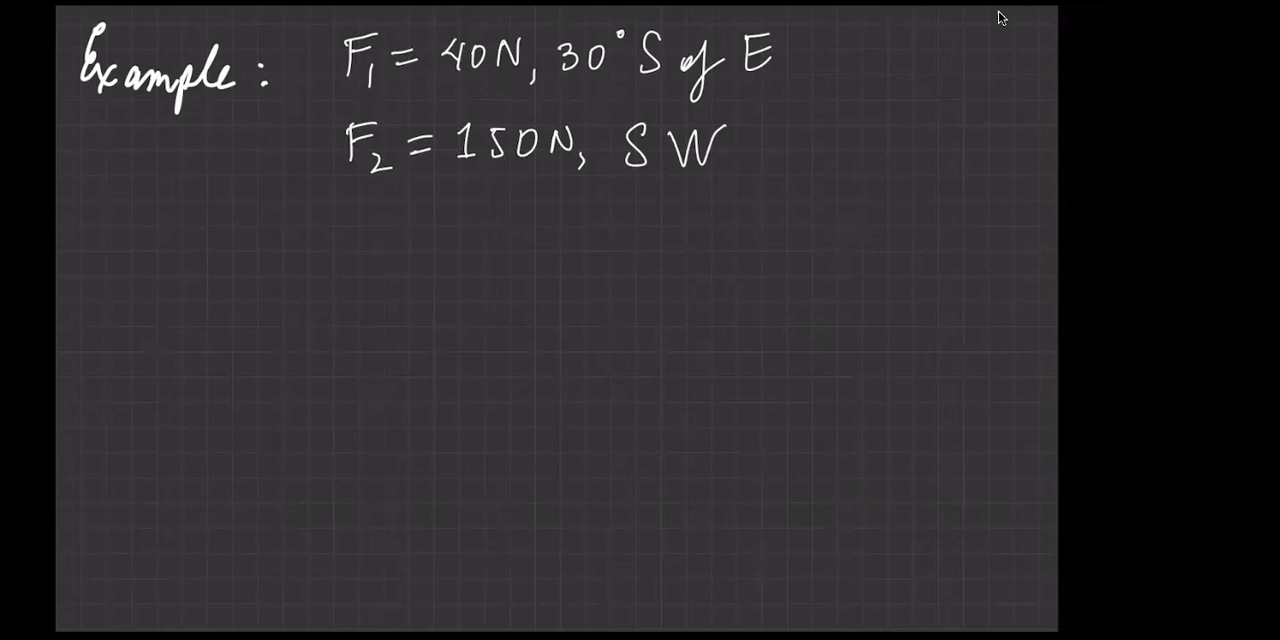 Example: F₁ = 40N, 30° S of E
F₂ = 150N, SW